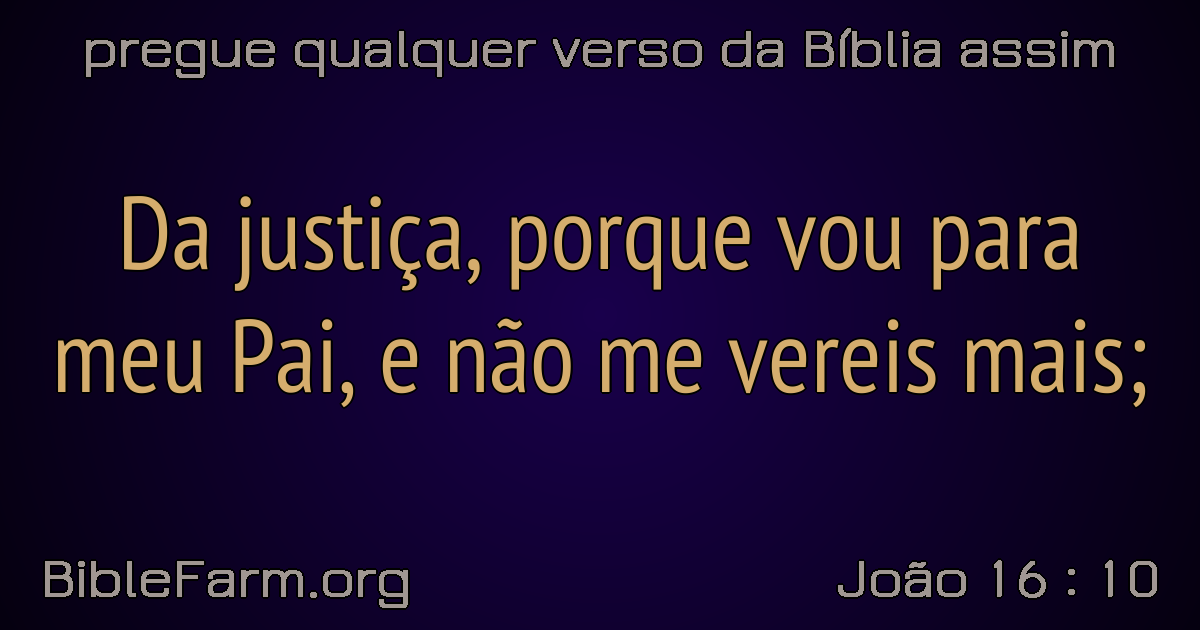 pregue qualquer verso da Bíblia assim
Da justiça, porque vou para
meu Pai, e não me vereis mais;
BibleFarm.org
João 16 : 10